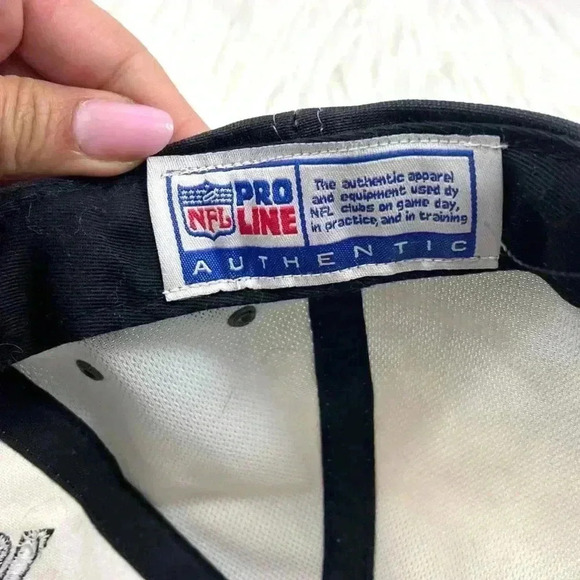 NFL
PRO
LINE
The authentic apparel
and equipment used by
NFL clubs on game day,
in practice, and in training
AUTHENTIC